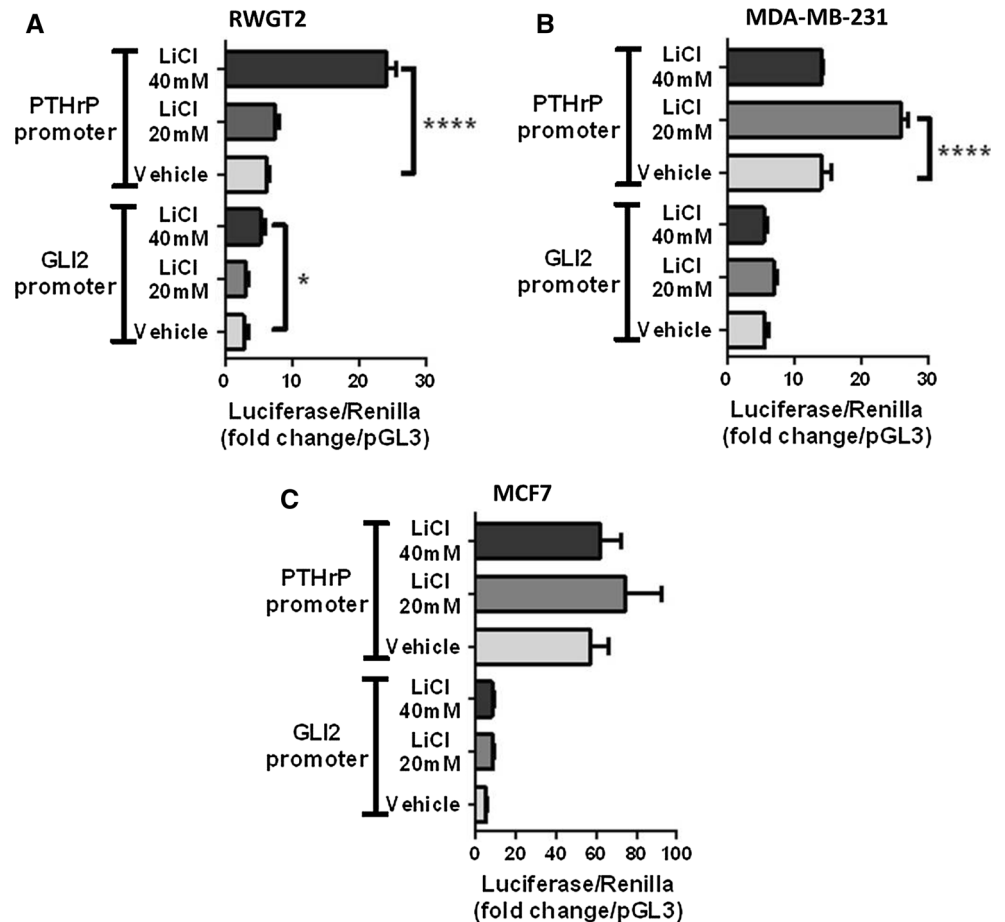 A
RWGT2
PTHrP
promoter
LiCl
40mM
LiCl
20mM
Vehicle
****
GLI2
promoter
LiCl
40mM
LiCl
20mM
Vehicle
*
0 10 20 30
Luciferase/Renilla
(fold change/pGL3)
B
MDA-MB-231
PTHrP
promoter
LiCl
40mM
LiCl
20mM
Vehicle
****
GLI2
promoter
LiCl
40mM
LiCl
20mM
Vehicle
0 10 20 30
Luciferase/Renilla
(fold change/pGL3)
C
MCF7
PTHrP
promoter
LiCl
40mM
LiCl
20mM
Vehicle
GLI2
promoter
LiCl
40mM
LiCl
20mM
Vehicle
0 20 40 60 80 100
Luciferase/Renilla
(fold change/pGL3)